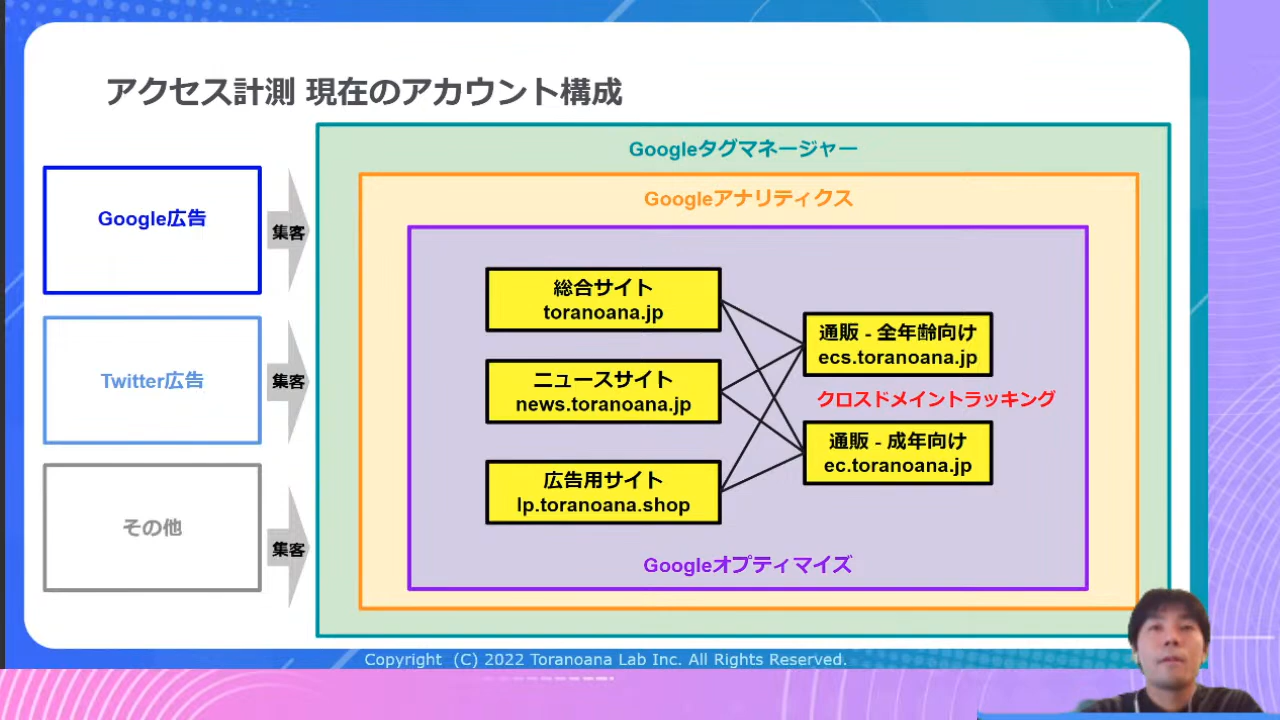 アクセス計測 現在のアカウント構成
Googleタグマネージャー
Googleアナリティクス
Google広告
集客
Twitter広告
集客
その他
集客
総合サイト
toranoana.jp
ニュースサイト
news.toranoana.jp
広告用サイト
lp.toranoana.shop
通販 - 全年齢向け
ecs.toranoana.jp
クロスドメイントラッキング
通販 - 成年向け
ec.toranoana.jp
Googleオプティマイズ
Copyright (C) 2022 Toranoana Lab Inc. All Rights Reserved.